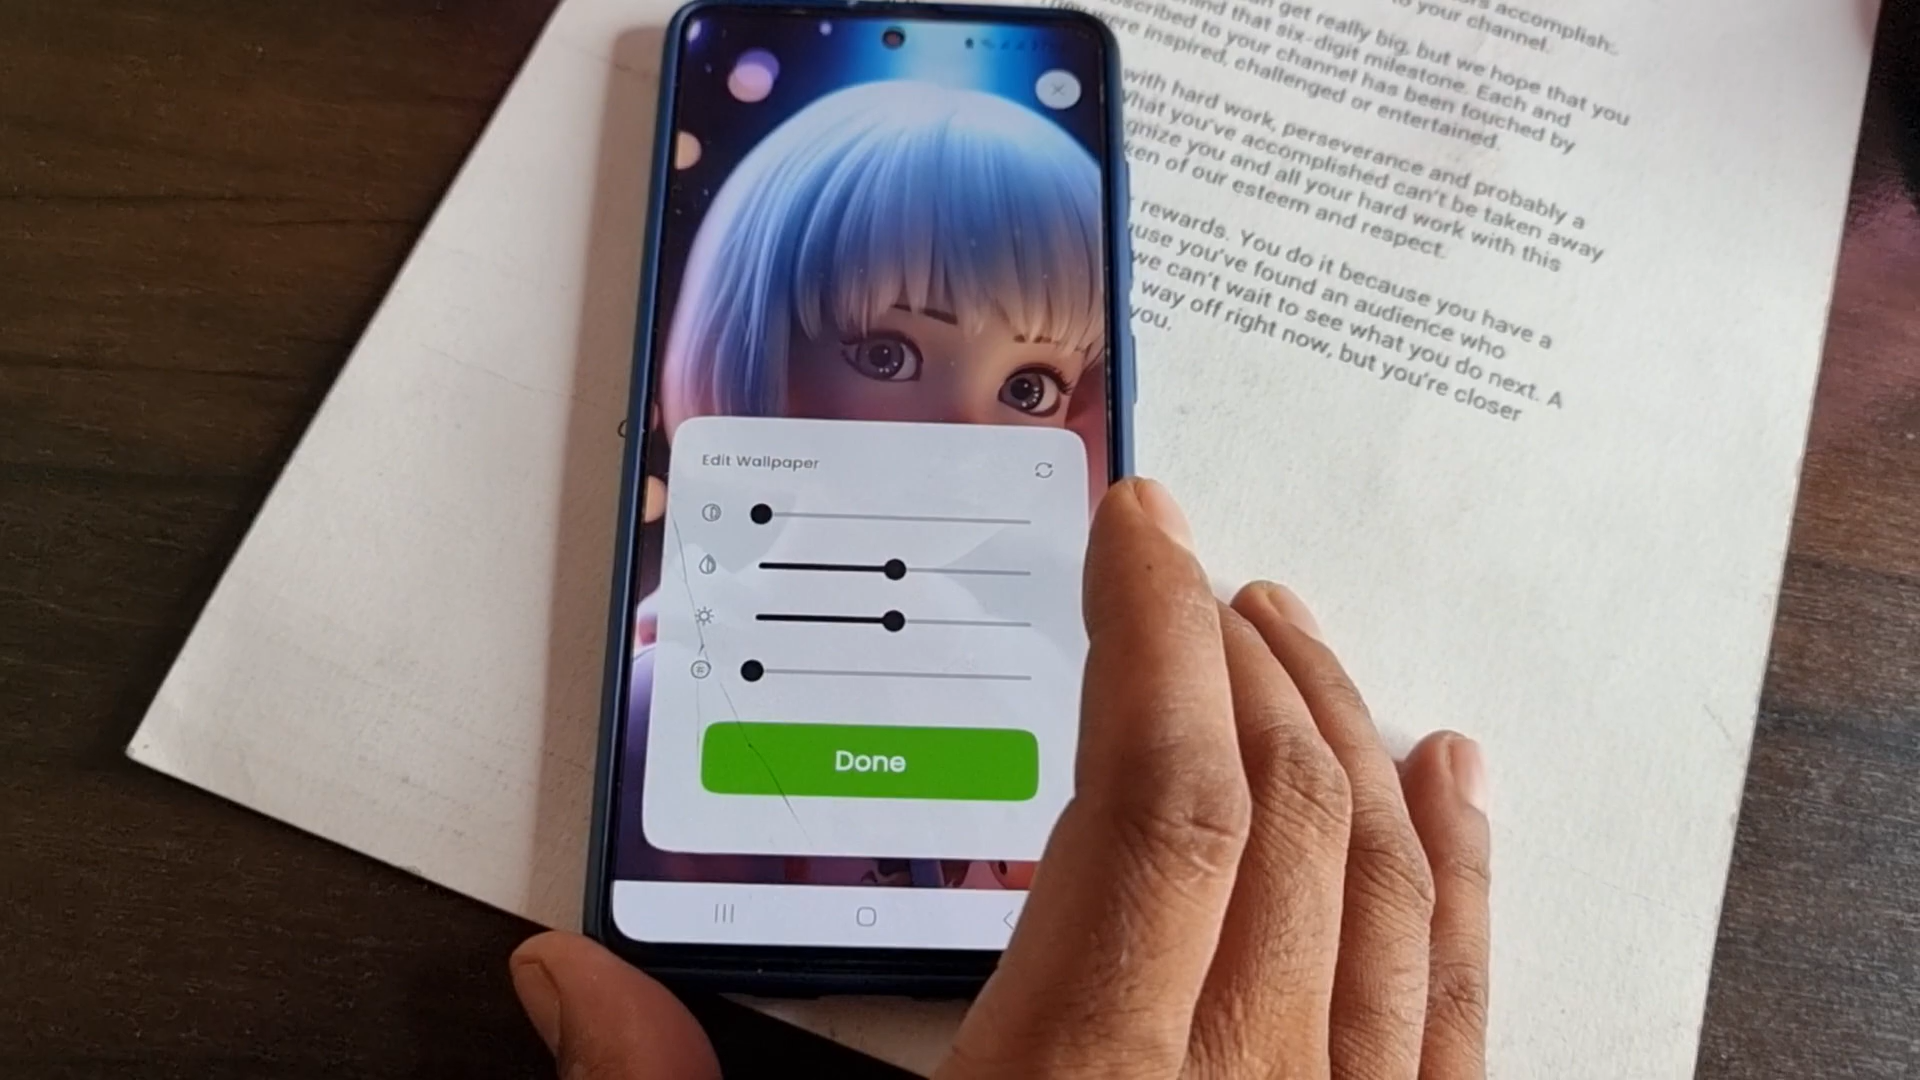 Edit Wallpaper
Done
accomplish
to your channel.
get really big, but we hope that you
that six-digit milestone. Each and
to your channel has been touched by
were inspired, challenged or entertained.
with hard work, perseverance and probably a
what you've accomplished can't be taken away
you and all your hard work with this
of our esteem and respect.
rewards. You do it because you have a
you've found an audience who
we can't wait to see what you do next. A
way off right now, but you're closer
you.